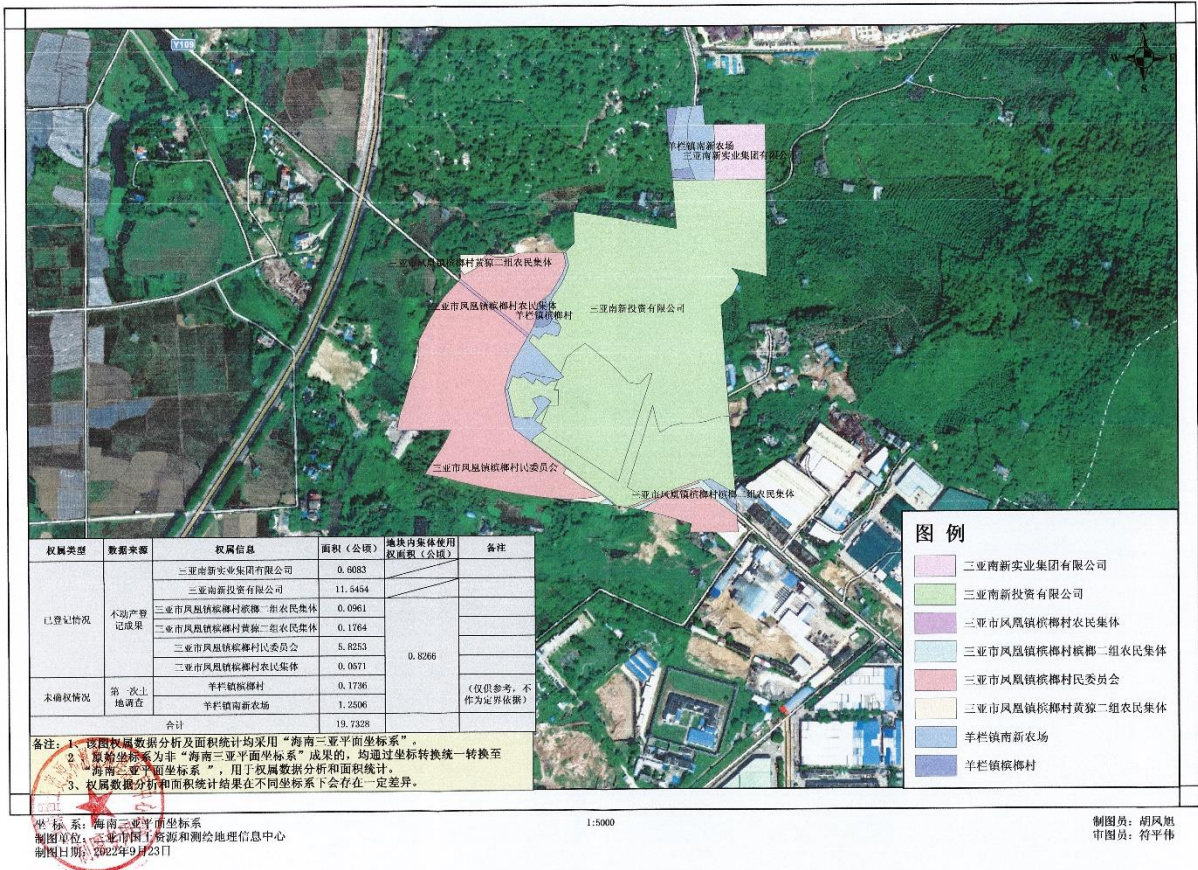 Y109
羊栏镇南新农场
三亚南新实业集团有限公司
三亚市凤凰镇槟榔村黄猄二组农民集体
三亚市凤凰镇槟榔村农民集体
羊栏镇槟榔村
三亚南新投资有限公司
三亚市凤凰镇槟榔村民委员会
三亚市凤凰镇槟榔村槟榔二组农民集体
权属类型 数据来源 权属信息 面积（公顷） 地块内集体使用权面积（公顷） 备注
已登记情况 不动产登记成果 三亚南新实业集团有限公司 0.6083
三亚南新投资有限公司 11.5454
三亚市凤凰镇槟榔村槟榔二组农民集体 0.0961
三亚市凤凰镇槟榔村黄猄二组农民集体 0.1764
三亚市凤凰镇槟榔村民委员会 5.8253
三亚市凤凰镇槟榔村农民集体 0.0571
0.8266
未确权情况 第一次土地调查 羊栏镇槟榔村 0.1736
羊栏镇南新农场 1.2506
（仅供参考，不作为定界依据）
合计 19.7328
备注：1、该图权属数据分析及面积统计均采用“海南三亚平面坐标系”。
2、原始坐标系为非“海南三亚平面坐标系”成果的，均通过坐标转换统一转换至
“海南三亚平面坐标系”，用于权属数据分析和面积统计。
3、权属数据分析和面积统计结果在不同坐标系下会存在一定差异。
图 例
三亚南新实业集团有限公司
三亚南新投资有限公司
三亚市凤凰镇槟榔村农民集体
三亚市凤凰镇槟榔村槟榔二组农民集体
三亚市凤凰镇槟榔村民委员会
三亚市凤凰镇槟榔村黄猄二组农民集体
羊栏镇南新农场
羊栏镇槟榔村
坐 标 系：海南三亚平面坐标系
制图单位：三亚市国土资源和测绘地理信息中心
制图日期：2022年9月23日
1:5000
制图员：胡凤旭
审图员：符平伟